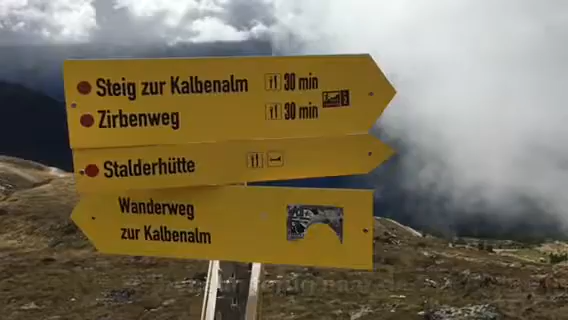 Steig zur Kalbenalm 30 min
Zirbenweg 30 min
Stalderhütte
Wanderweg
zur Kalbenalm